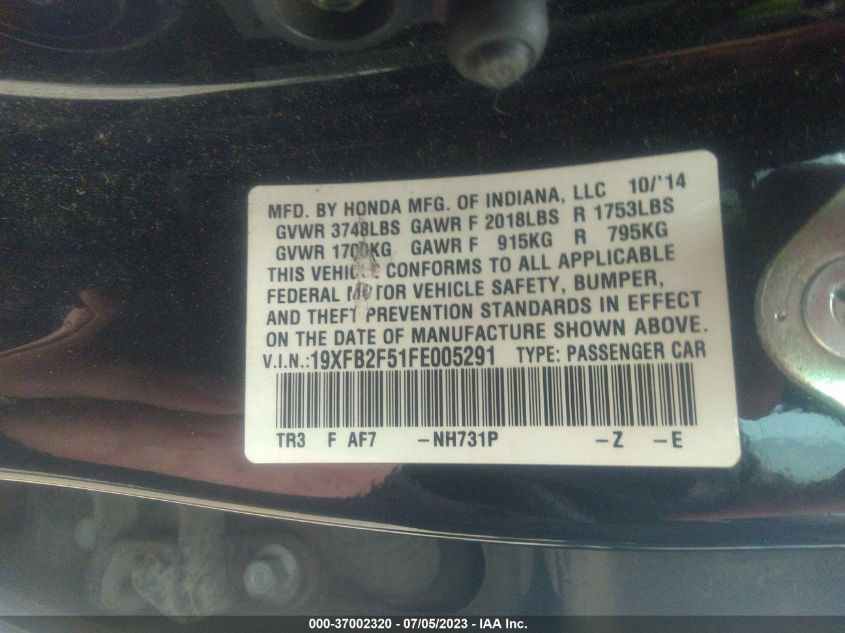 MFD. BY HONDA MFG. OF INDIANA, LLC 10/'14
GVWR 3748LBS GAWR F 2018LBS R 1753LBS
GVWR 1700KG GAWR F 915KG R 795KG
THIS VEHICLE CONFORMS TO ALL APPLICABLE
FEDERAL MOTOR VEHICLE SAFETY, BUMPER,
AND THEFT PREVENTION STANDARDS IN EFFECT
ON THE DATE OF MANUFACTURE SHOWN ABOVE.
V.I.N.:19XFB2F51FE005291 TYPE: PASSENGER CAR
TR3 F AF7 -NH731P -Z -E
000-37002320 - 07/05/2023 - IAA Inc.